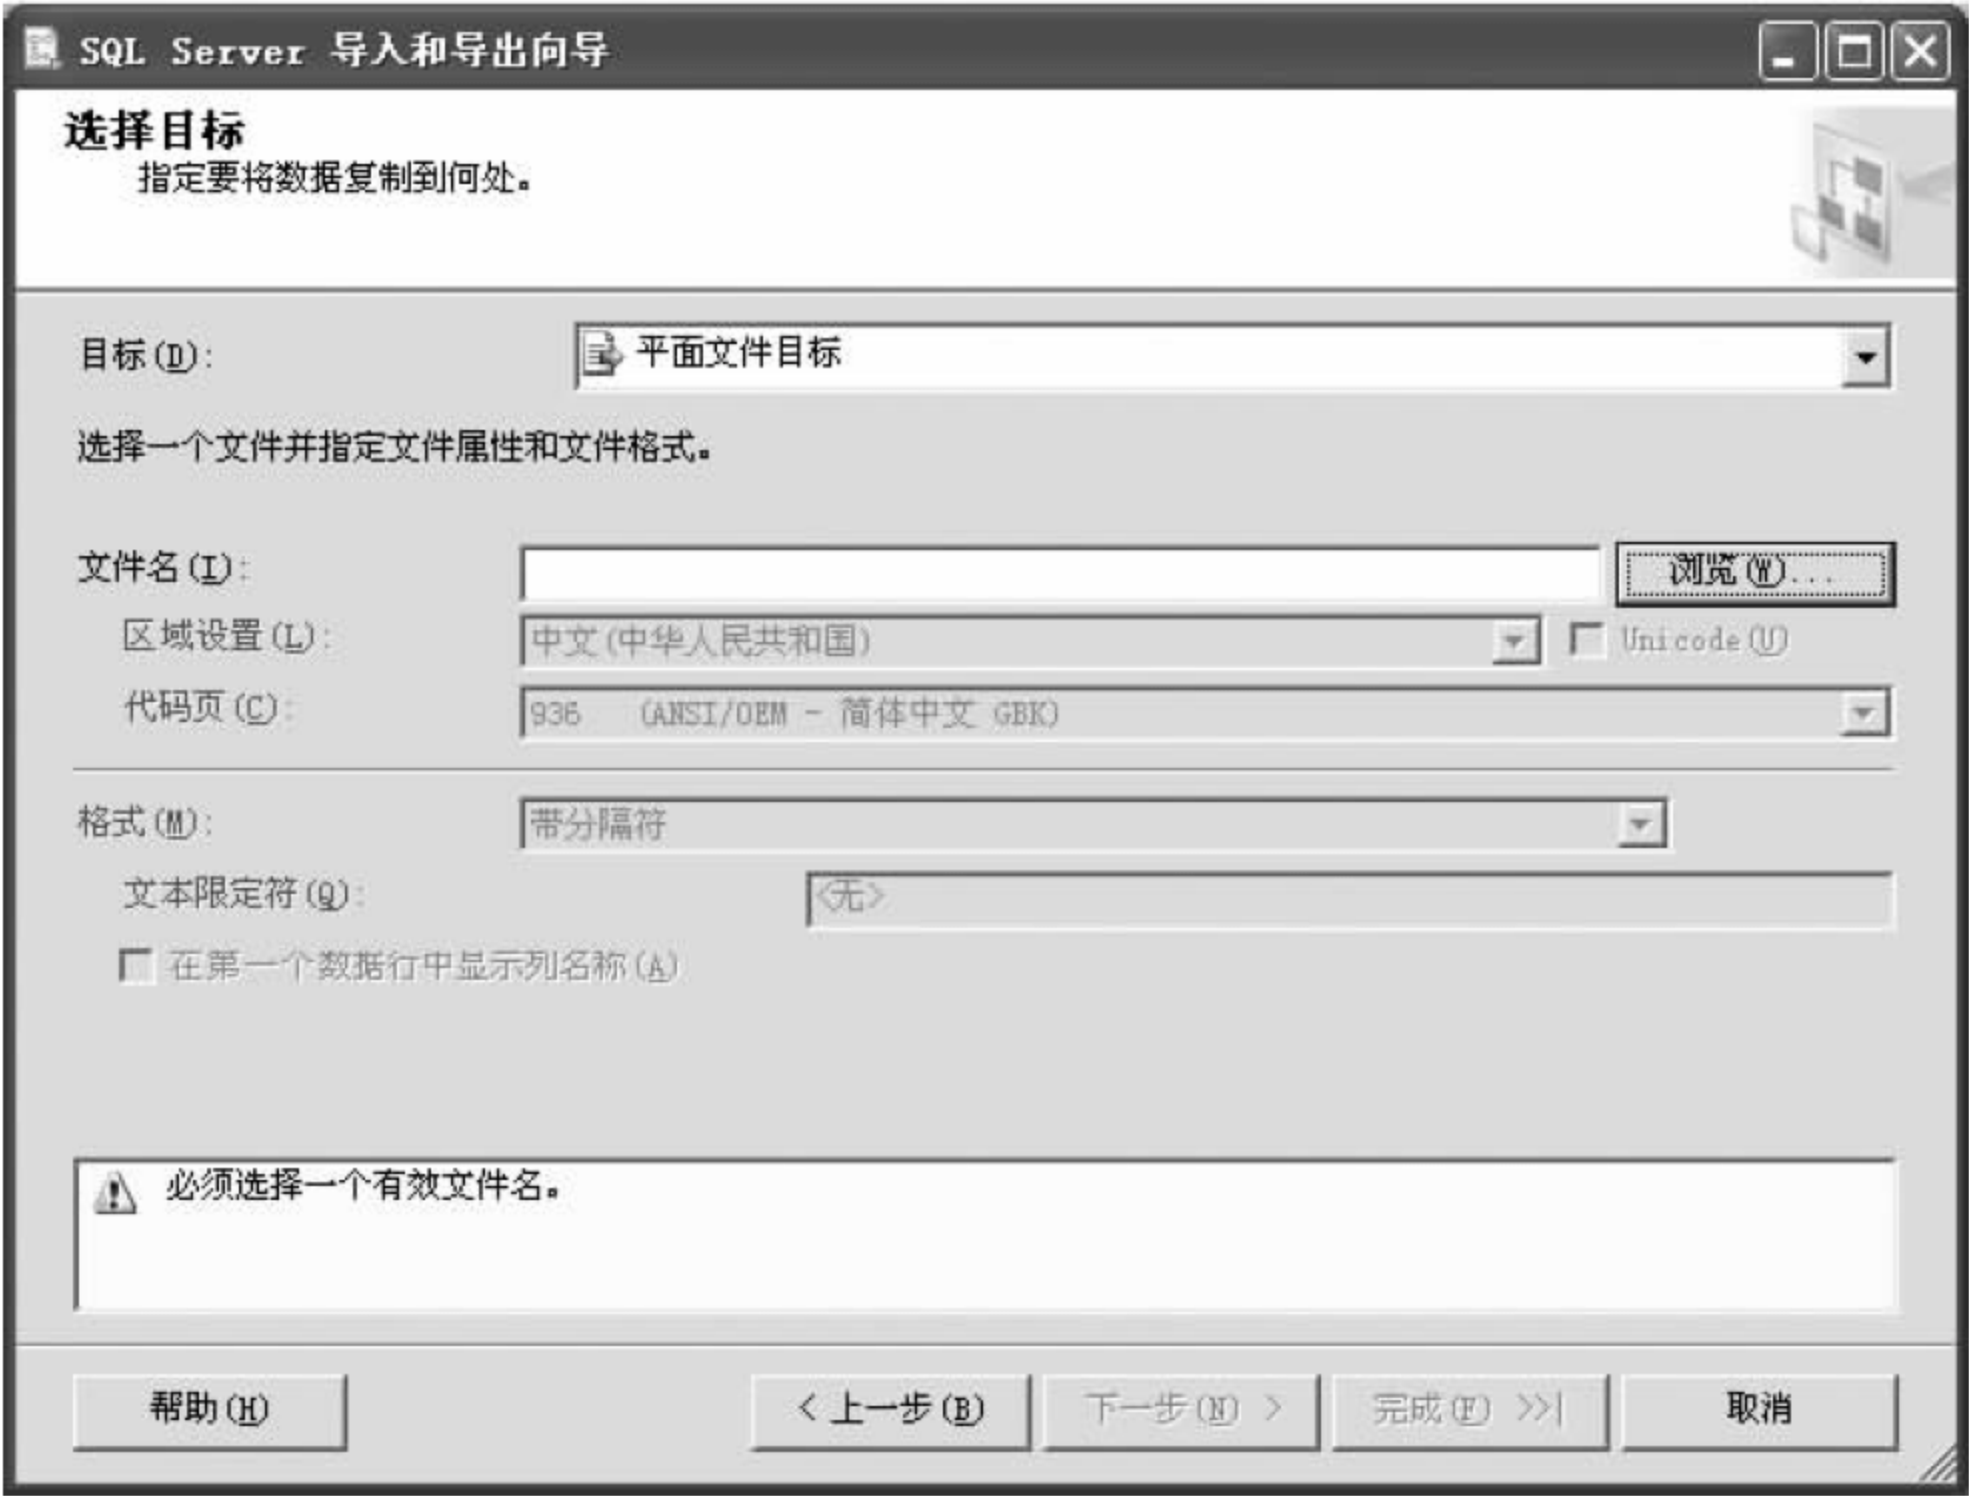 SQL Server 导入和导出向导
选择目标
指定要将数据复制到何处。
目标(D): 平面文件目标
选择一个文件并指定文件属性和文件格式。
文件名(I): 浏览(W)...
区域设置(L): 中文(中华人民共和国) Unicode(U)
代码页(C): 936 (ANSI/OEM - 简体中文 GBK)
格式(M): 带分隔符
文本限定符(Q): <无>
在第一个数据行中显示列名称(A)
必须选择一个有效文件名。
帮助(H) < 上一步(B) 下一步(N) > 完成(F) >>| 取消